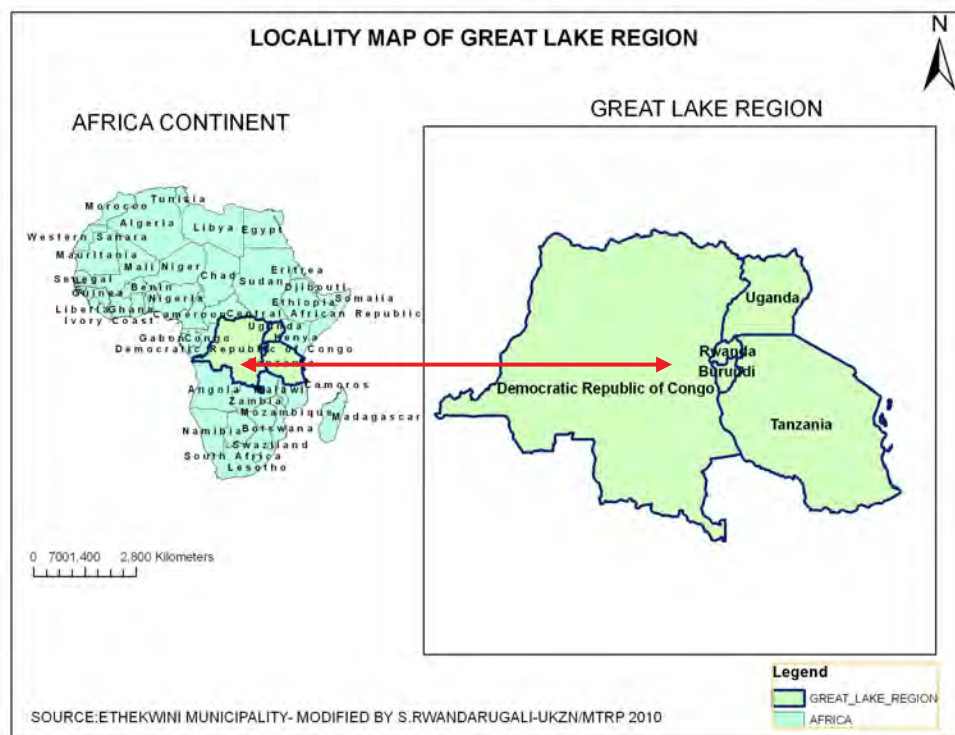 LOCALITY MAP OF GREAT LAKE REGION
N
AFRICA CONTINENT
GREAT LAKE REGION
Tunisia
Morocco
Algeria
Libya Egypt
Western Sahara
Mauritania
Mali Niger
Chad
Sudan
Eritrea
Senegal
Djibouti
Guinea
Benin
Nigeria
Somalia
Ethiopia
Liberia
Ghana
Ivory Coast
Cameroon
Central African Republic
Uganda
Kenya
Gabon
Congo
Democratic Republic of Congo
Angola
Malawi
Comoros
Zambia
Mozambique
Madagascar
Namibia
Botswana
Swaziland
South Africa
Lesotho
Uganda
Rwanda
Burundi
Democratic Republic of Congo
Tanzania
0 7001,400 2,800 Kilometers
Legend
GREAT_LAKE_REGION
AFRICA
SOURCE:ETHEKWINI MUNICIPALITY- MODIFIED BY S.RWANDARUGALI-UKZN/MTRP 2010